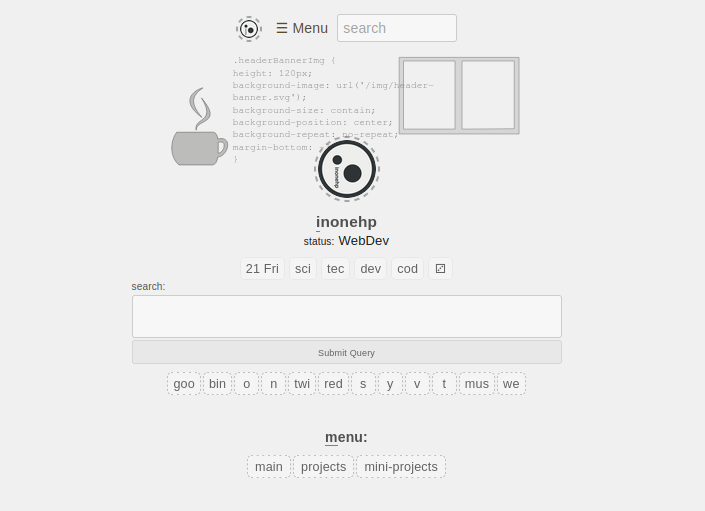 ☰ Menu search
.headerBannerImg {
height: 120px;
background-image: url('/img/header-
banner.svg');
background-size: contain;
background-position: center;
background-repeat: no-repeat;
margin-bottom:
}
inonehp
inonehp
status: WebDev
21 Fri sci tec dev cod ⚂
search:
Submit Query
goo bin o n twi red s y v t mus we
menu:
main projects mini-projects